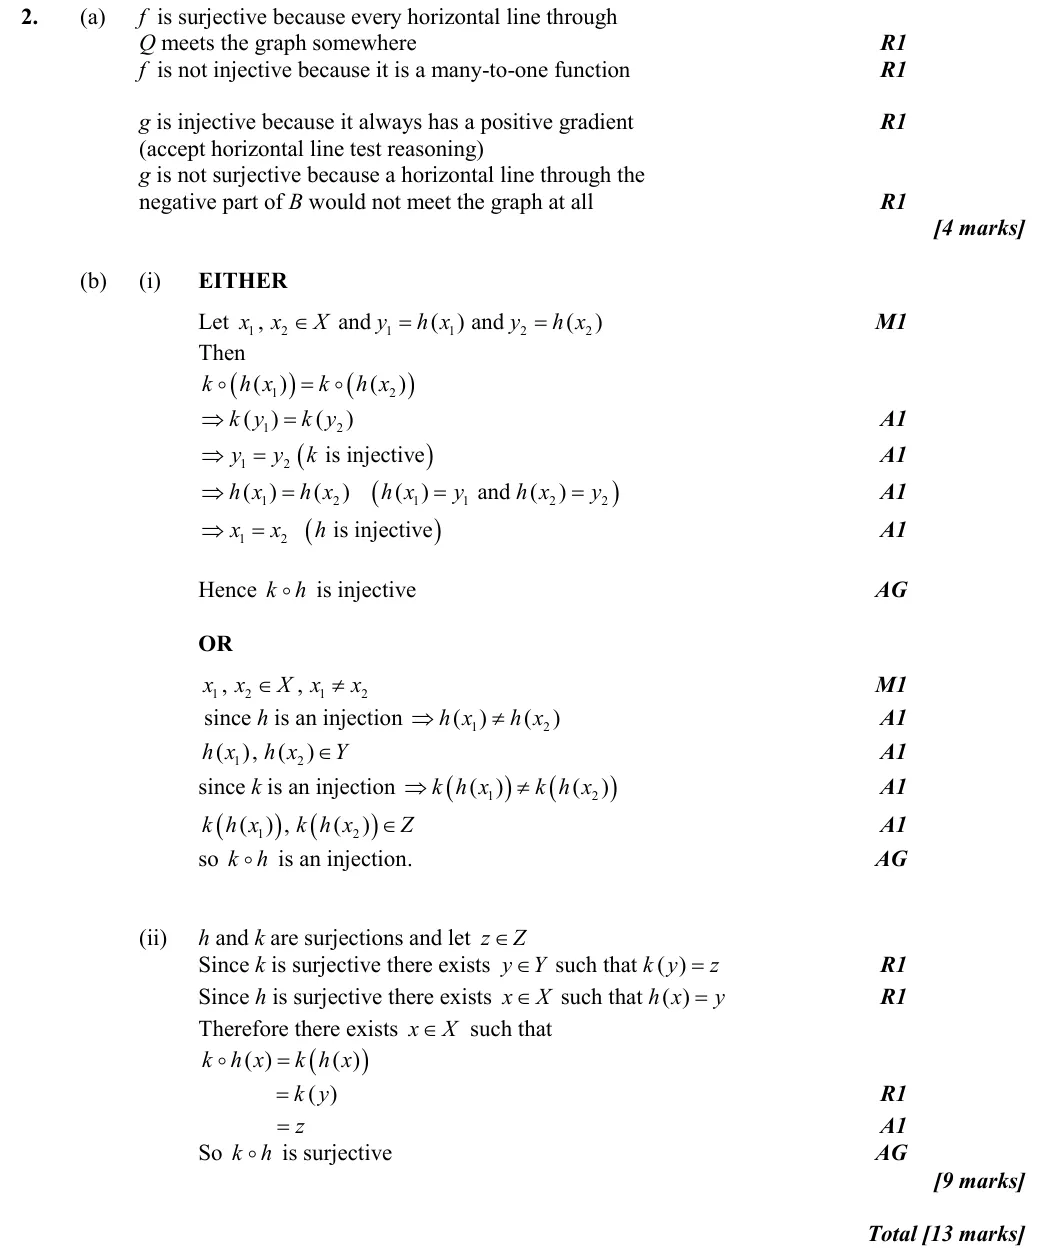 2. (a) f is surjective because every horizontal line through
Q meets the graph somewhere R1
f is not injective because it is a many-to-one function R1
g is injective because it always has a positive gradient R1
(accept horizontal line test reasoning)
g is not surjective because a horizontal line through the
negative part of B would not meet the graph at all R1
[4 marks]
(b) (i) EITHER
Let x₁, x₂ ∈ X and y₁ = h(x₁) and y₂ = h(x₂) M1
Then
k ∘ (h(x₁)) = k ∘ (h(x₂))
⇒ k(y₁) = k(y₂) A1
⇒ y₁ = y₂ (k is injective) A1
⇒ h(x₁) = h(x₂) (h(x₁) = y₁ and h(x₂) = y₂) A1
⇒ x₁ = x₂ (h is injective) A1
Hence k ∘ h is injective AG
OR
x₁, x₂ ∈ X, x₁ ≠ x₂ M1
since h is an injection ⇒ h(x₁) ≠ h(x₂) A1
h(x₁), h(x₂) ∈ Y A1
since k is an injection ⇒ k(h(x₁)) ≠ k(h(x₂)) A1
k(h(x₁)), k(h(x₂)) ∈ Z A1
so k ∘ h is an injection. AG
(ii) h and k are surjections and let z ∈ Z
Since k is surjective there exists y ∈ Y such that k(y) = z R1
Since h is surjective there exists x ∈ X such that h(x) = y R1
Therefore there exists x ∈ X such that
k ∘ h(x) = k(h(x))
= k(y) R1
= z A1
So k ∘ h is surjective AG
[9 marks]
Total [13 marks]